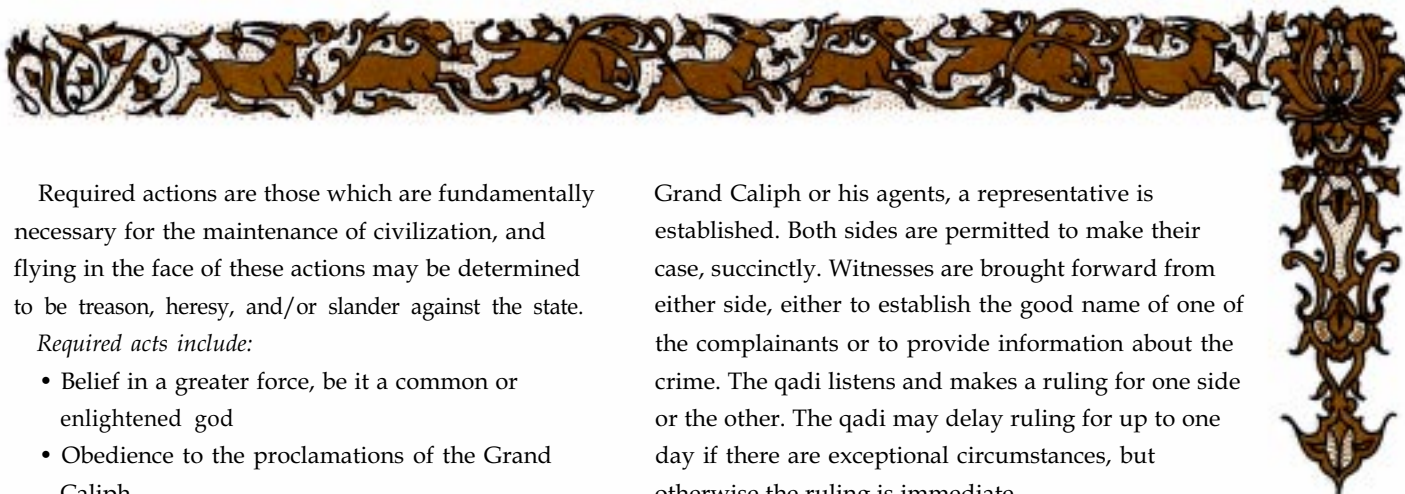 Required actions are those which are fundamentally
necessary for the maintenance of civilization, and
flying in the face of these actions may be determined
to be treason, heresy, and/or slander against the state.
Required acts include:
• Belief in a greater force, be it a common or
enlightened god
• Obedience to the proclamations of the Grand
Caliph
Grand Caliph or his agents, a representative is
established. Both sides are permitted to make their
case, succinctly. Witnesses are brought forward from
either side, either to establish the good name of one of
the complainants or to provide information about the
crime. The qadi listens and makes a ruling for one side
or the other. The qadi may delay ruling for up to one
day if there are exceptional circumstances, but
otherwise the ruling is immediate